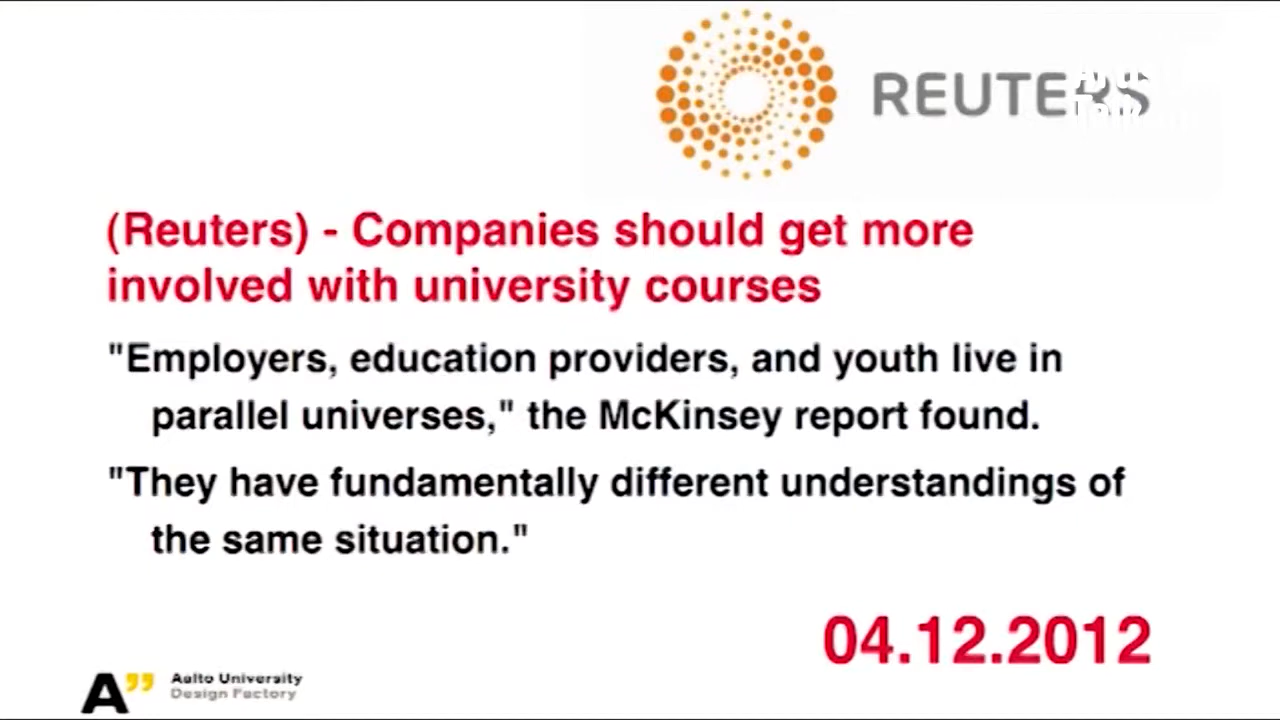 REUTERS
(Reuters) - Companies should get more
involved with university courses
"Employers, education providers, and youth live in
parallel universes," the McKinsey report found.
"They have fundamentally different understandings of
the same situation."
04.12.2012
A”
Aalto University
Design Factory